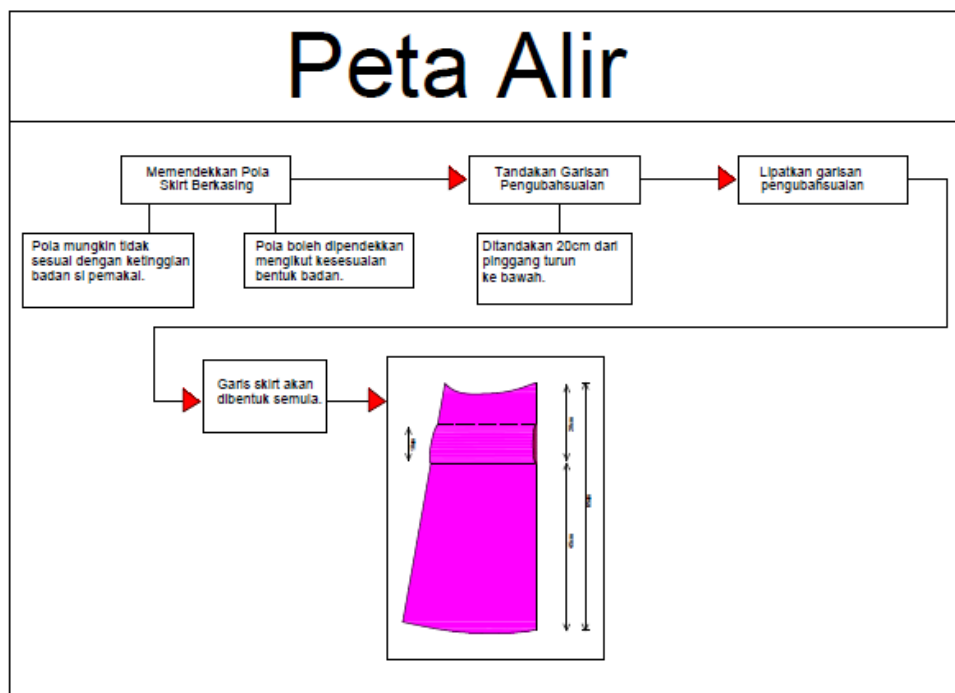 Peta Alir
Memendekkan Pola
Skirt Berkasing
Tandakan Garisan
Pengubahsuaian
Lipatkan garisan
pengubahsuaian
Pola mungkin tidak
sesuai dengan ketinggian
badan si pemakai.
Pola boleh dipendekkan
mengikut kesesuaian
bentuk badan.
Ditandakan 20cm dari
pinggang turun
ke bawah.
Garis skirt akan
dibentuk semula.